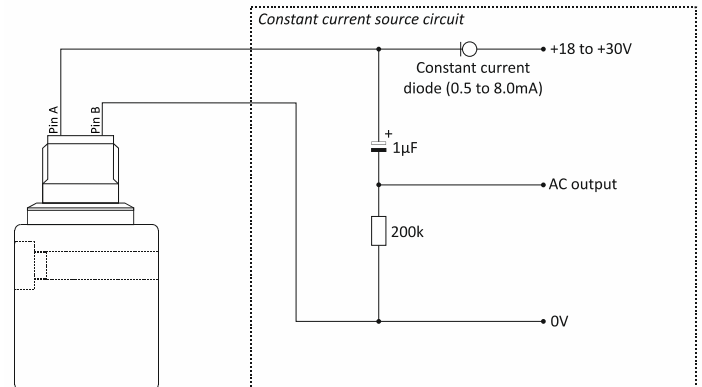 Constant current source circuit
+18 to +30V
Constant current
diode (0.5 to 8.0mA)
Pin A
Pin B
+
1µF
AC output
200k
0V